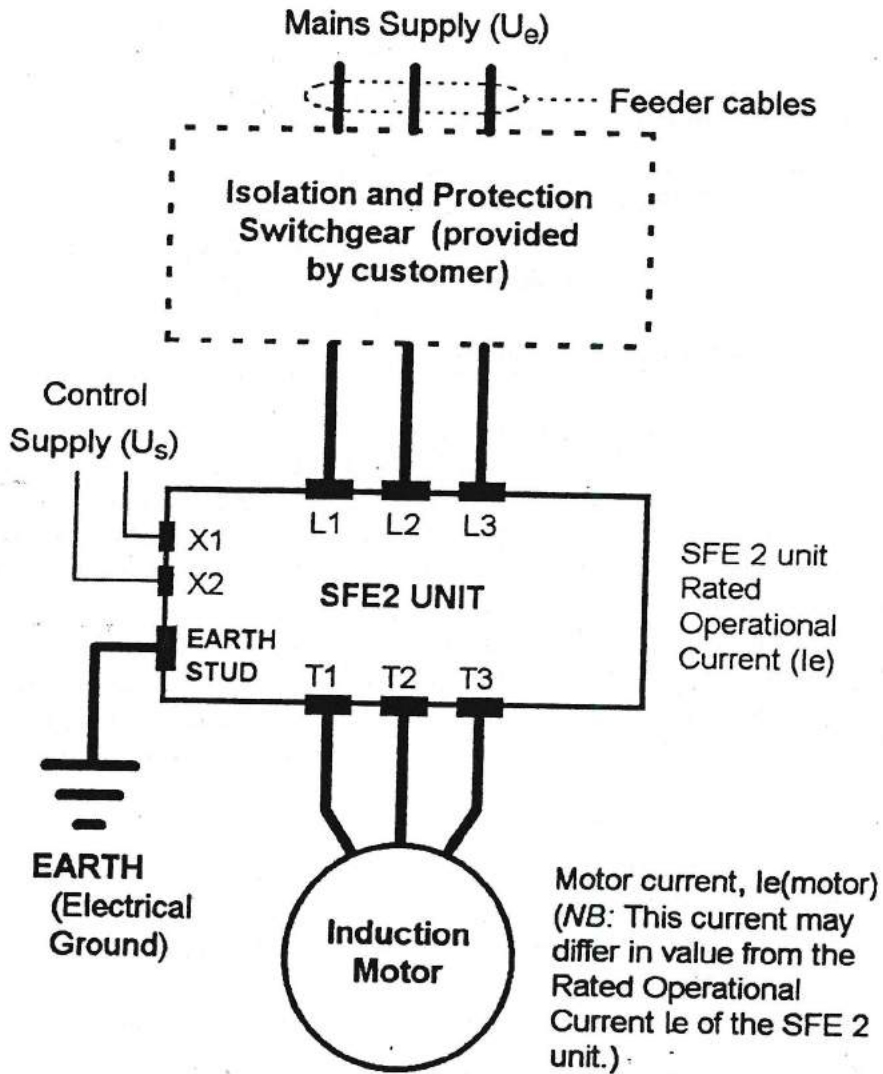 Mains Supply (Ue)
Feeder cables
Isolation and Protection
Switchgear (provided
by customer)
Control
Supply (Us)
L1 L2 L3
X1
X2
SFE2 UNIT
EARTH
STUD
T1 T2 T3
SFE 2 unit
Rated
Operational
Current (Ie)
EARTH
(Electrical
Ground)
Induction
Motor
Motor current, Ie(motor)
(NB: This current may
differ in value from the
Rated Operational
Current Ie of the SFE 2
unit.)